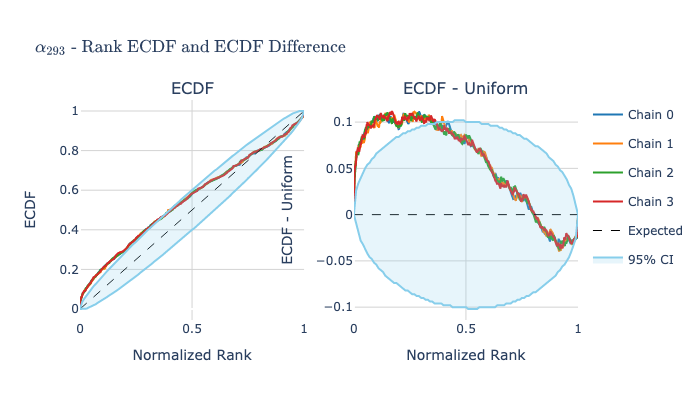 α₂₉₃ - Rank ECDF and ECDF Difference
ECDF
ECDF - Uniform
ECDF
1
0.8
0.6
0.4
0.2
0
0
0.5
1
Normalized Rank
ECDF - Uniform
0.1
0.05
0
−0.05
−0.1
0
0.5
1
Normalized Rank
Chain 0
Chain 1
Chain 2
Chain 3
Expected
95% CI